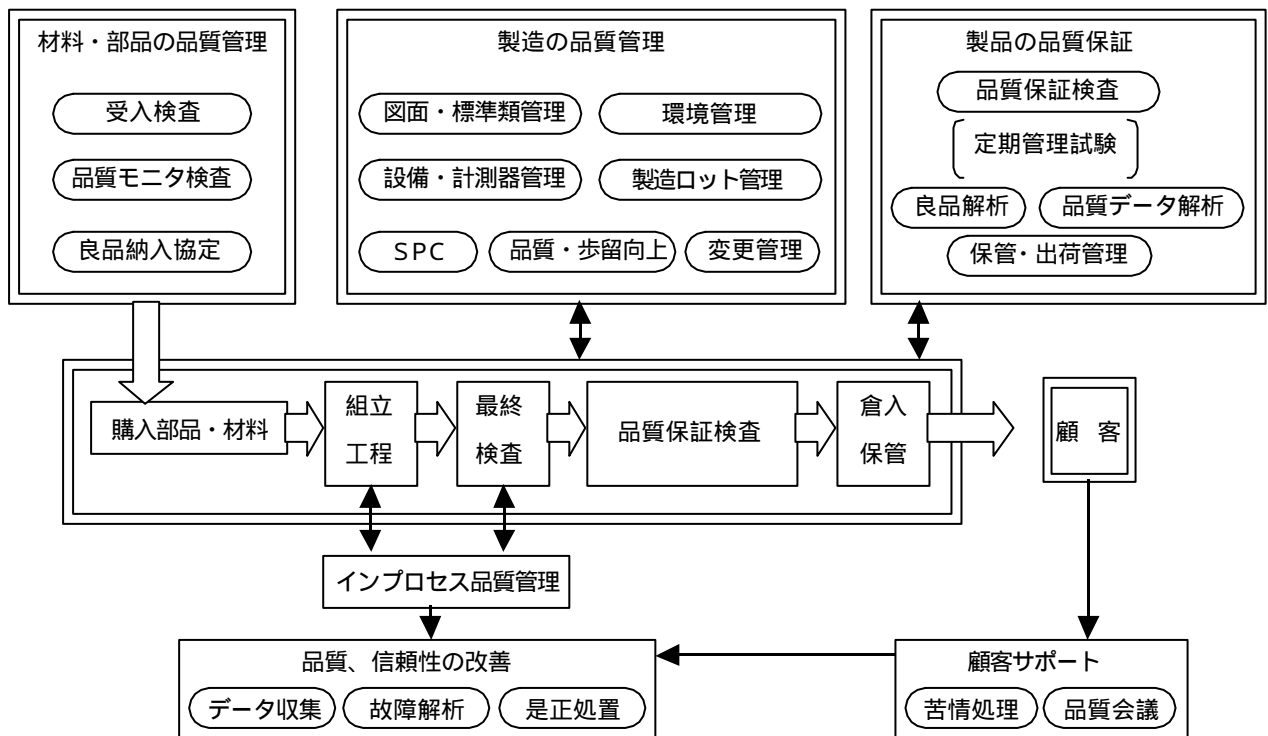 材料・部品の品質管理
受入検査
品質モニタ検査
良品納入協定
製造の品質管理
図面・標準類管理
環境管理
設備・計測器管理
製造ロット管理
SPC
品質・歩留向上
変更管理
製品の品質保証
品質保証検査
定期管理試験
良品解析
品質データ解析
保管・出荷管理
購入部品・材料
組立
工程
最終
検査
品質保証検査
倉入
保管
顧 客
インプロセス品質管理
品質、信頼性の改善
データ収集
故障解析
是正処置
顧客サポート
苦情処理
品質会議